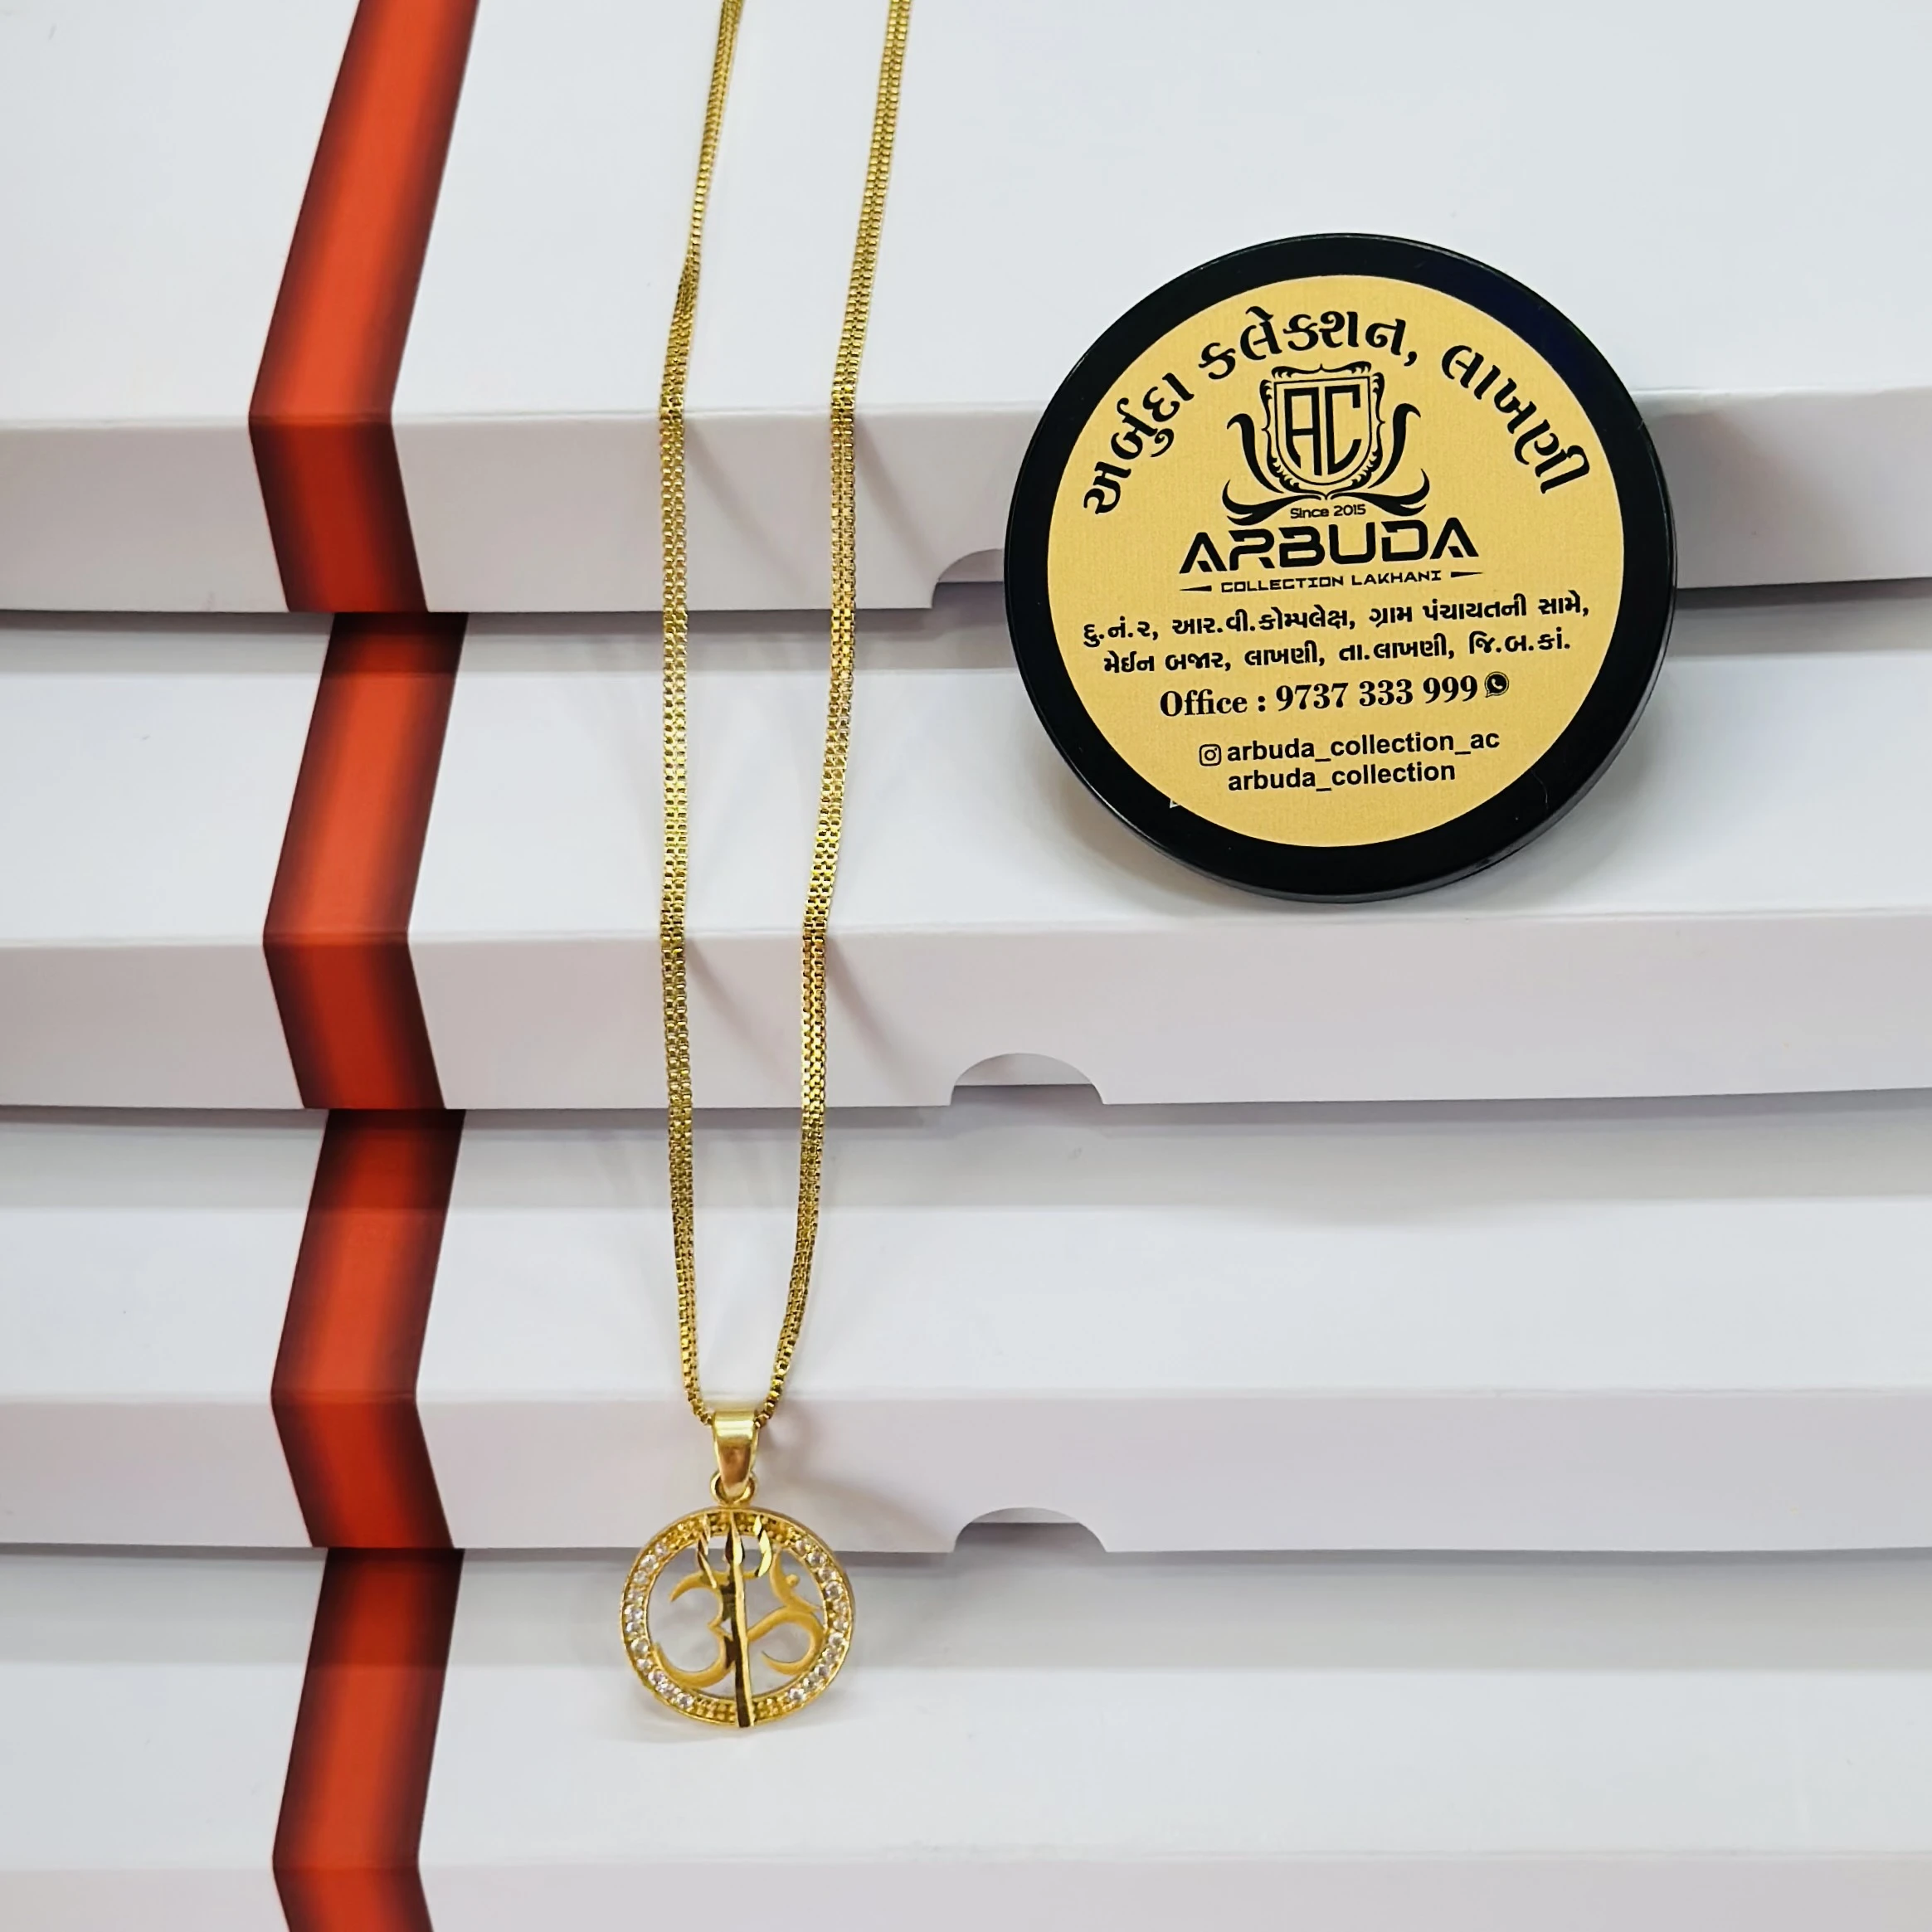 અર્બુદા કલેકશન, લાખણી
AC
Since 2015
ARBUDA
COLLECTION LAKHANI
દુ.નં.૨, આર.વી.કોમ્પલેક્ષ, ગ્રામ પંચાયતની સામે,
મેઈન બજાર, લાખણી, તા.લાખણી, જિ.બ.કાં.
Office : 9737 333 999
arbuda_collection_ac
arbuda_collection
ૐ